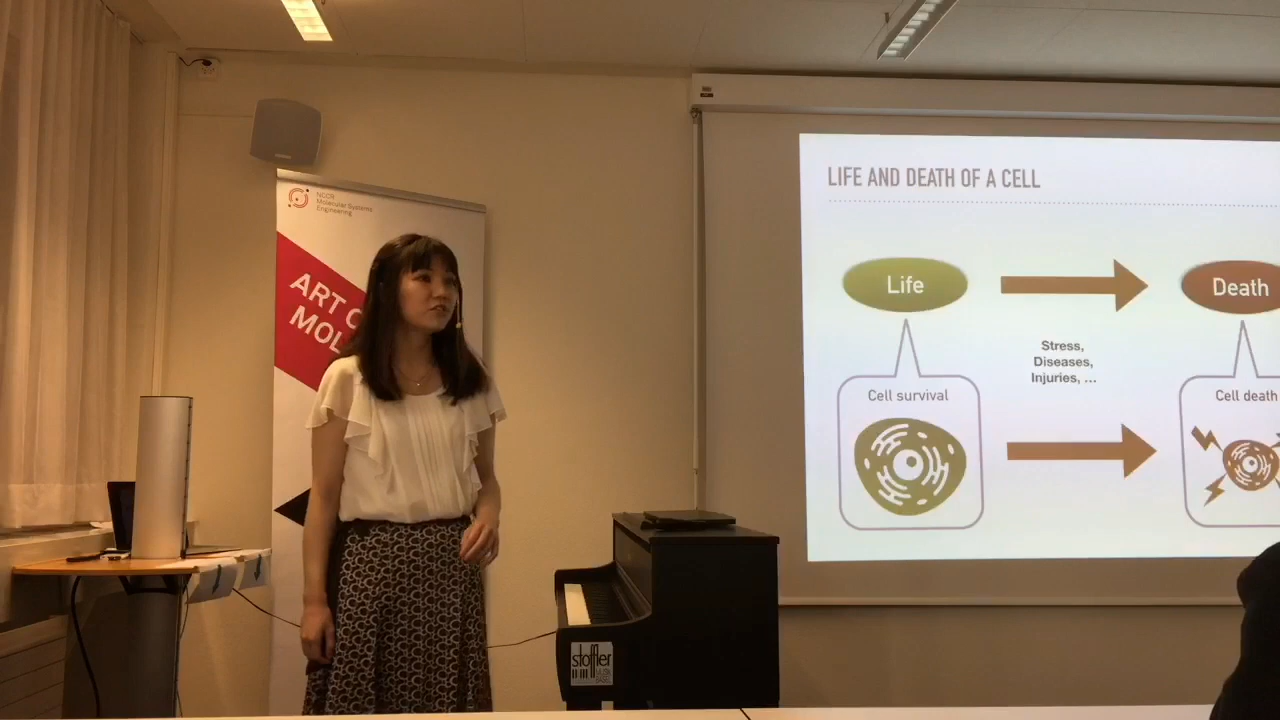 NCCR
Molecular Systems
Engineering
ART O
MOL
LIFE AND DEATH OF A CELL
Life
Death
Stress,
Diseases,
Injuries, ...
Cell survival
Cell death
stoffler